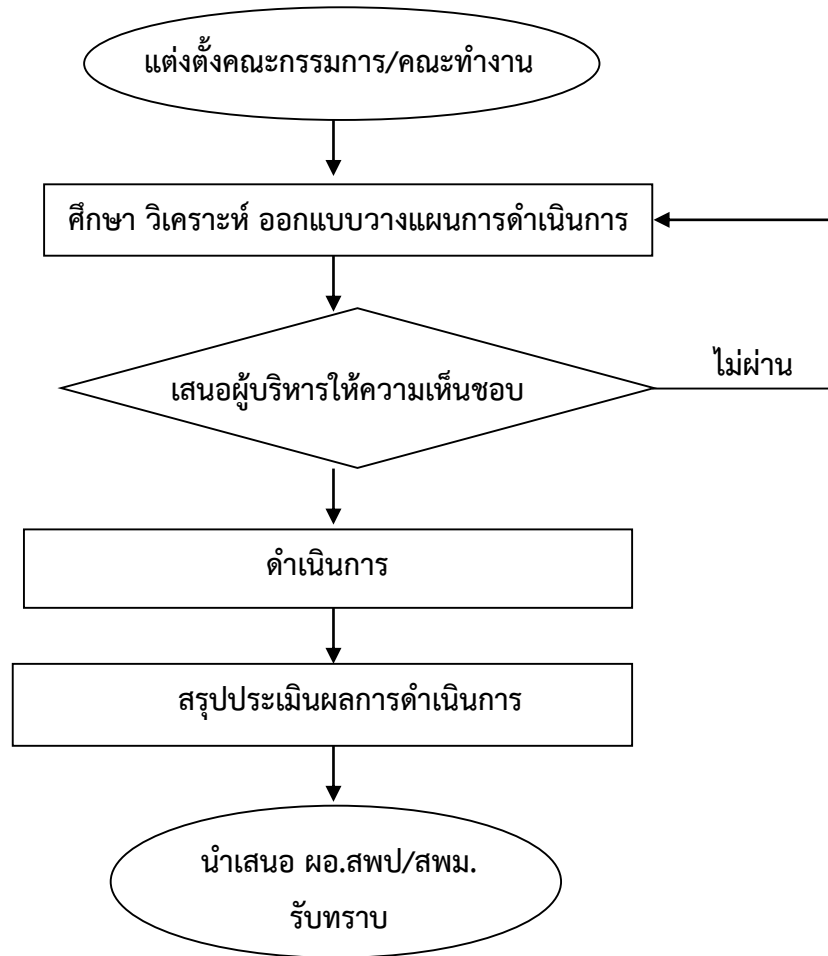 แต่งตั้งคณะกรรมการ/คณะทำงาน
ศึกษา วิเคราะห์ ออกแบบวางแผนการดำเนินการ
ไม่ผ่าน
เสนอผู้บริหารให้ความเห็นชอบ
ดำเนินการ
สรุปประเมินผลการดำเนินการ
นำเสนอ ผอ.สพป/สพม.
รับทราบ